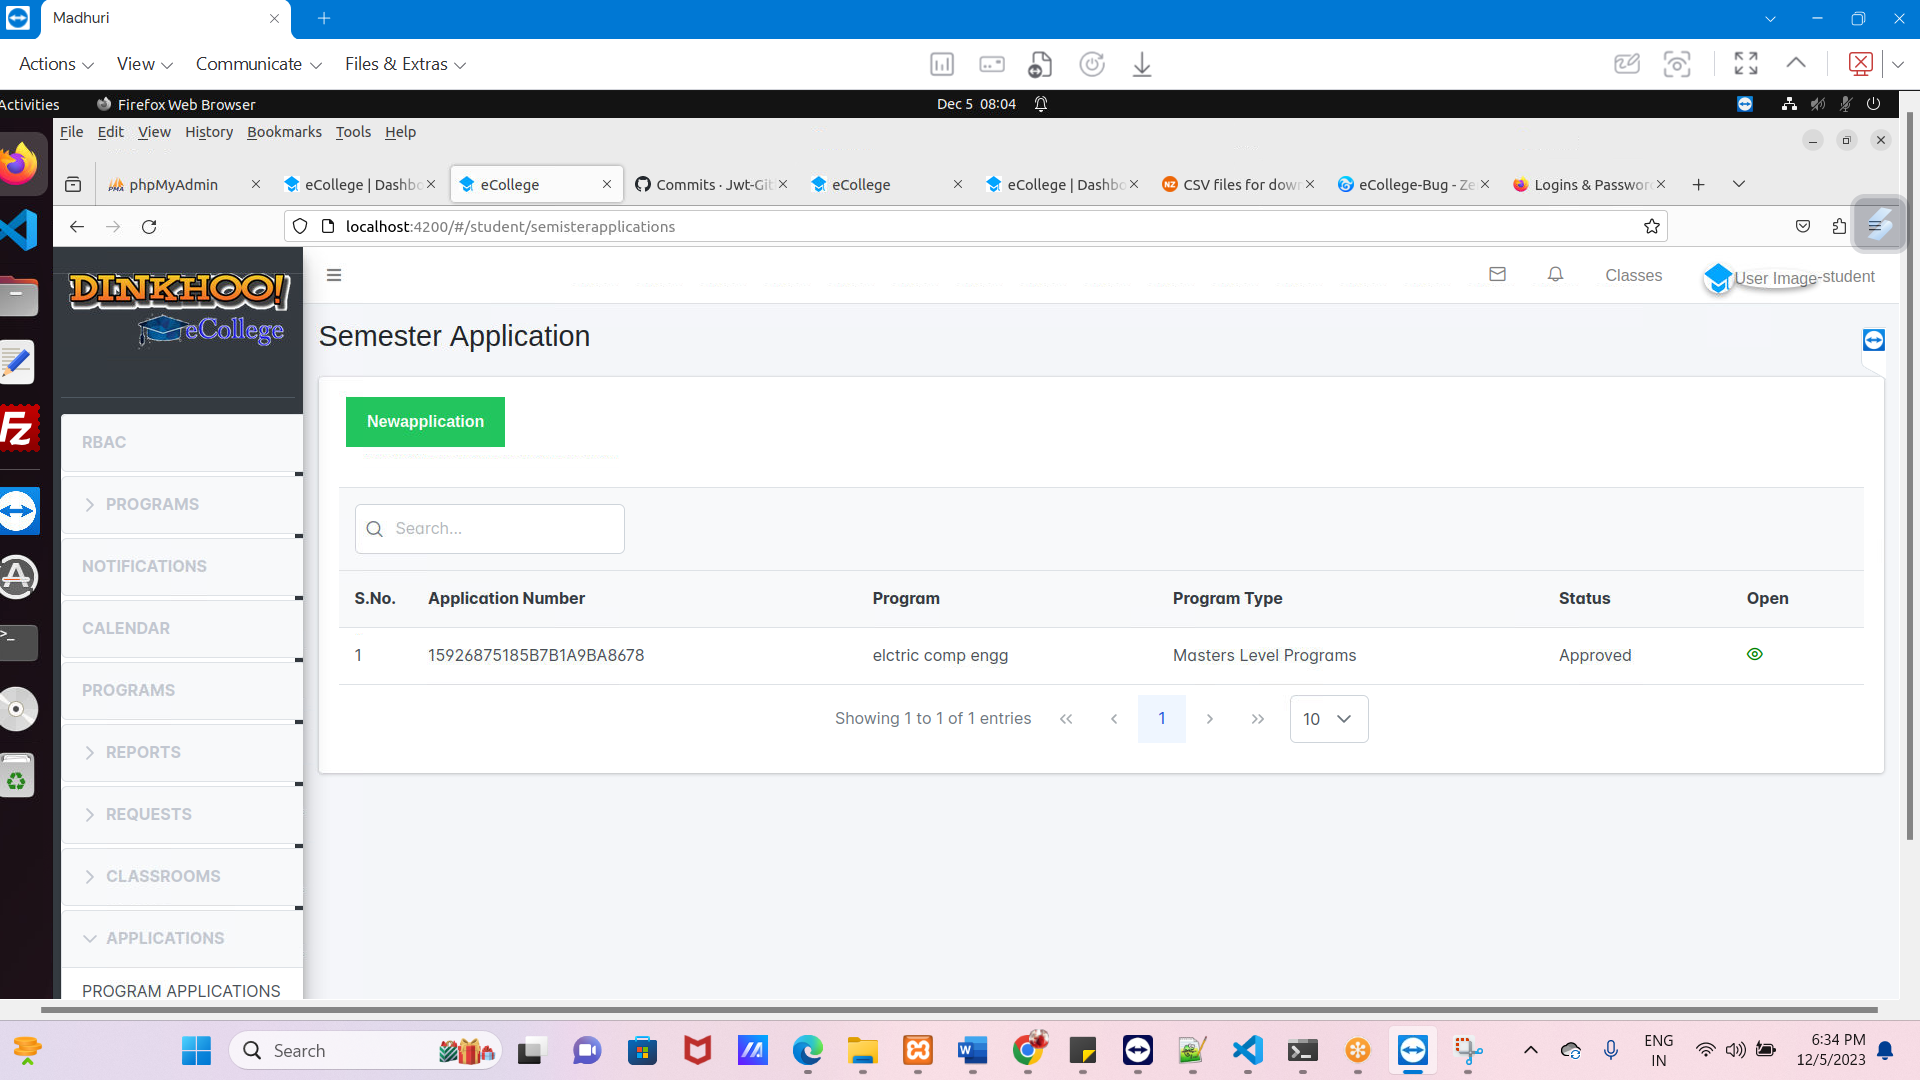 Madhuri
Actions View Communicate Files & Extras
Activities Firefox Web Browser Dec 5 08:04
File Edit View History Bookmarks Tools Help
phpMyAdmin eCollege | Dashbo eCollege Commits · Jwt-Git eCollege eCollege | Dashbo CSV files for down eCollege-Bug - Ze Logins & Passwor
localhost:4200/#/student/semisterapplications
DINKHOO!
eCollege
Classes User Image-student
Semester Application
Newapplication
Search...
S.No. Application Number Program Program Type Status Open
1 15926875185B7B1A9BA8678 elctric comp engg Masters Level Programs Approved
Showing 1 to 1 of 1 entries « ‹ 1 › » 10
RBAC
PROGRAMS
NOTIFICATIONS
CALENDAR
PROGRAMS
REPORTS
REQUESTS
CLASSROOMS
APPLICATIONS
PROGRAM APPLICATIONS
Search
ENG
IN
6:34 PM
12/5/2023